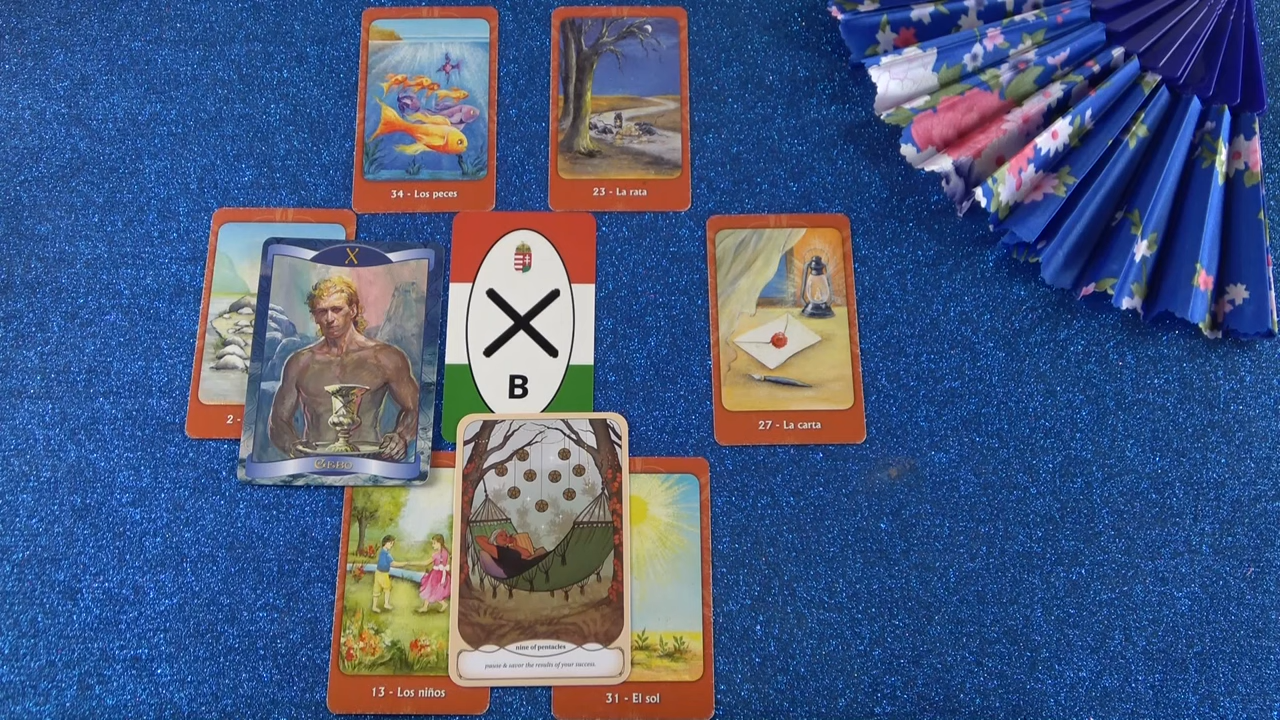 34 - Los peces
23 - La rata
2 -
X
B
27 - La carta
nine of pentacles
pause & savor the results of your success.
13 - Los niños
31 - El sol